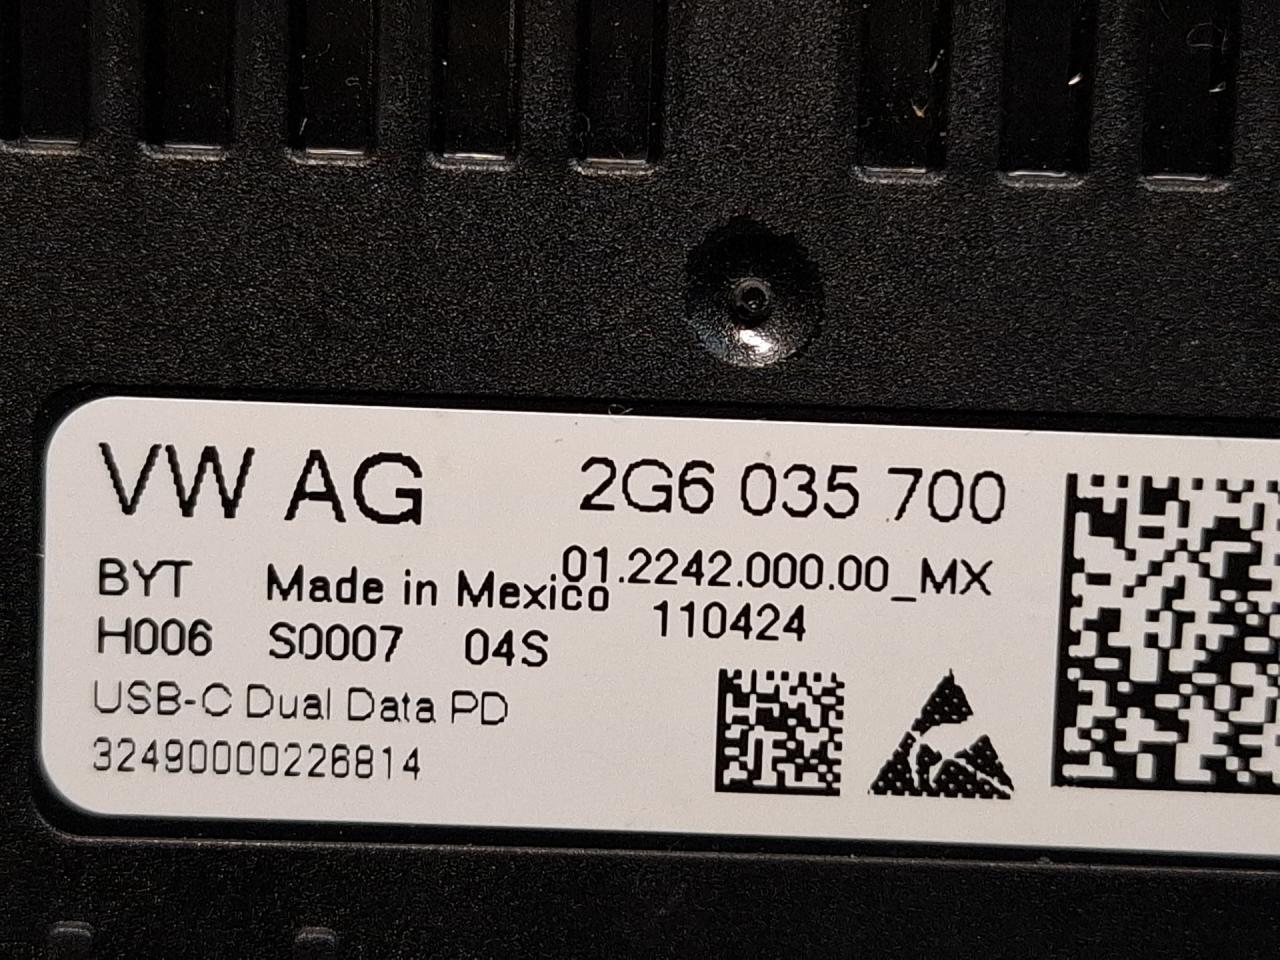 VW AG 2G6 035 700
01.2242.000.00_MX
BYT Made in Mexico 110424
H006 S0007 04S
USB-C Dual Data PD
32490000226814